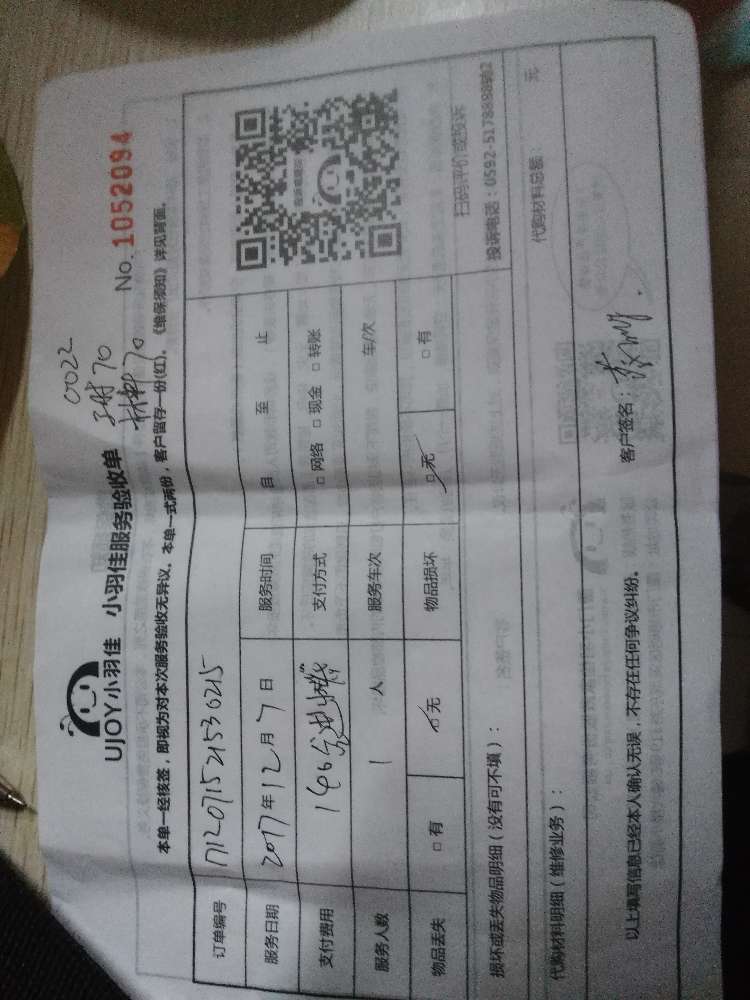 UJOY小羽佳 小羽佳服务验收单
0022
No. 1052094
本单一经核签，即视为对本次服务验收无异议。本单一式两份，客户留存一份(红)。《维保须知》详见背面。
订单编号 171207152153 0215
服务日期 2017年12月7日 服务时间 自 至 止
支付费用 支付方式 □ 网络 □ 现金 □ 转账
服务人数 1 人 服务车次 车/次
物品丢失 □ 有 ☑ 无 物品损坏 ☑ 无 □ 有
扫码评价或投诉
损坏或丢失物品明细（没有可不填）： 投诉电话：0592-5178888转2
代购材料明细（维修业务）： 代购材料总额： 元
以上填写信息已经本人确认无误，不存在任何争议纠纷。 客户签名：